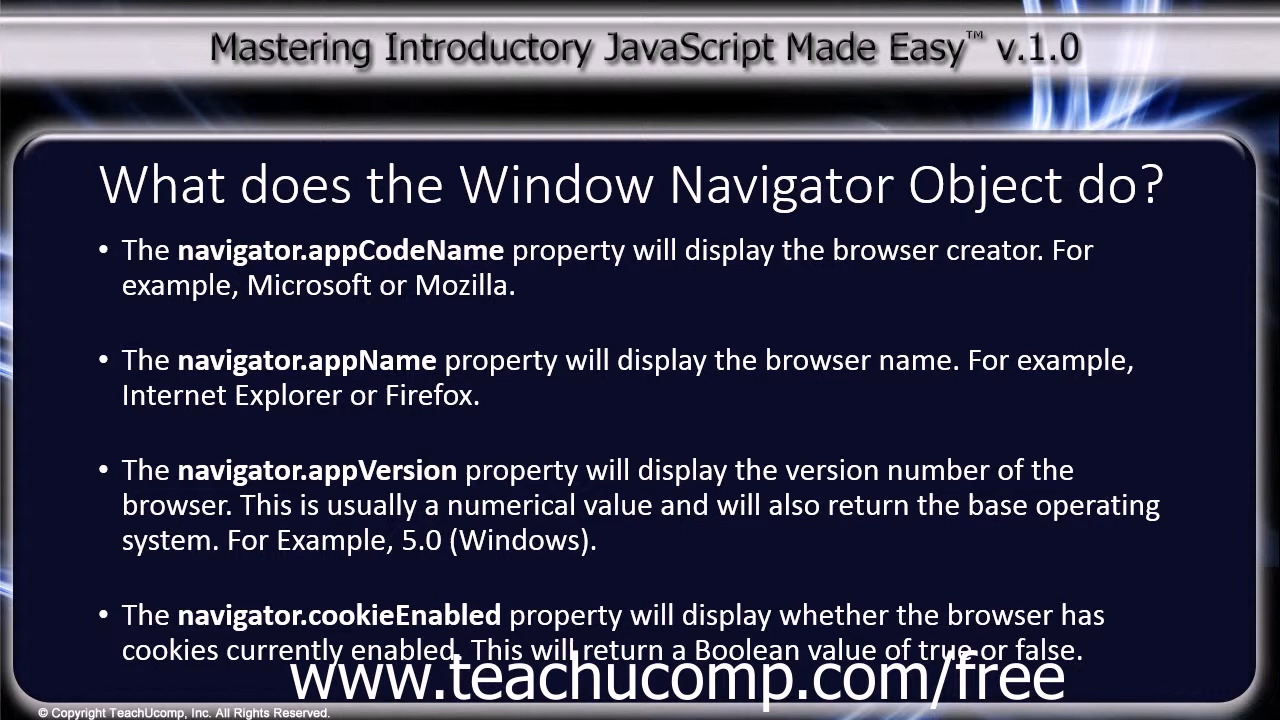 Mastering Introductory JavaScript Made Easy™ v.1.0
What does the Window Navigator Object do?
• The navigator.appCodeName property will display the browser creator. For
example, Microsoft or Mozilla.
• The navigator.appName property will display the browser name. For example,
Internet Explorer or Firefox.
• The navigator.appVersion property will display the version number of the
browser. This is usually a numerical value and will also return the base operating
system. For Example, 5.0 (Windows).
• The navigator.cookieEnabled property will display whether the browser has
cookies currently enabled. This will return a Boolean value of true or false.
www.teachucomp.com/free
© Copyright TeachUcomp, Inc. All Rights Reserved.